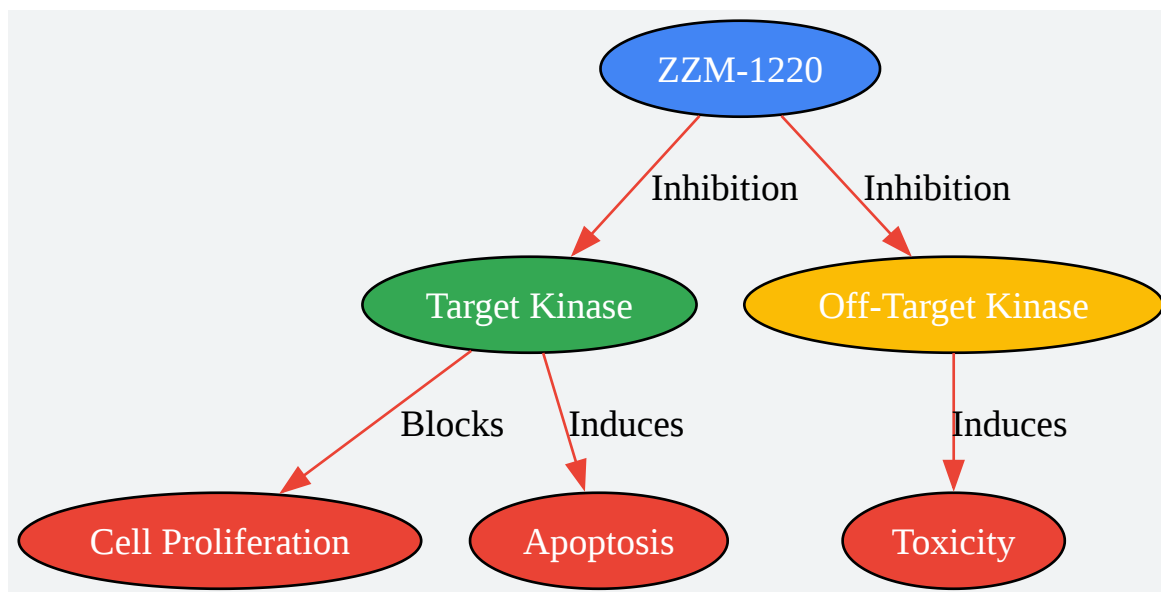 ZZM-1220
Inhibition
Inhibition
Target Kinase
Off-Target Kinase
Blocks
Induces
Induces
Cell Proliferation
Apoptosis
Toxicity